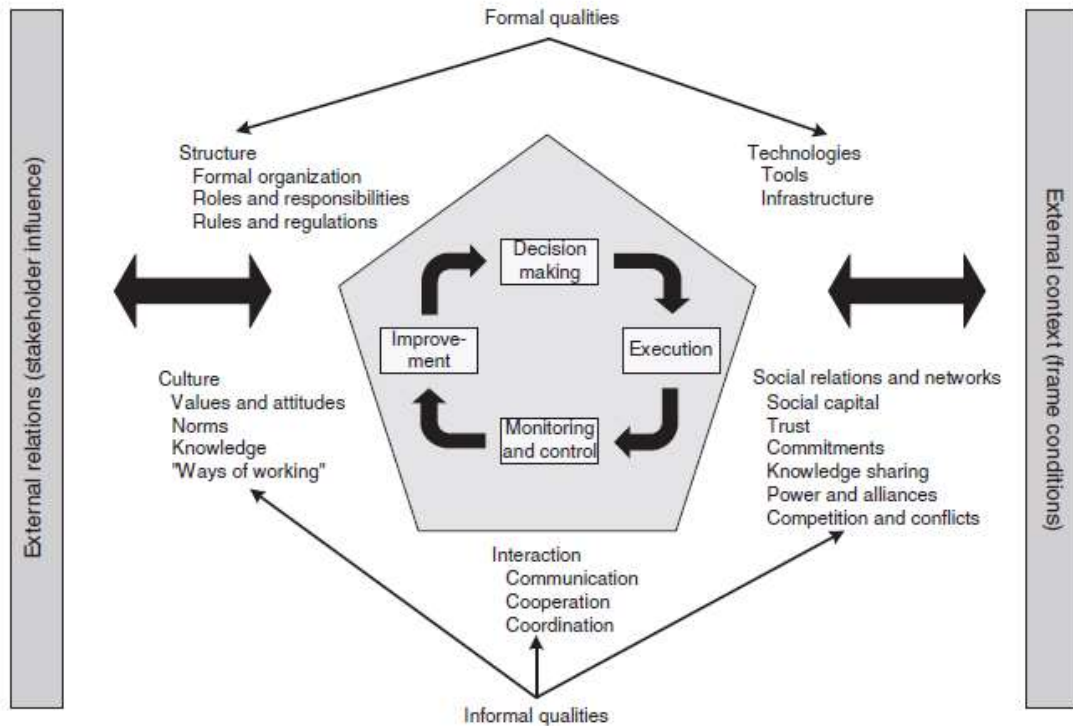 Formal qualities
External relations (stakeholder influence)
Structure
Formal organization
Roles and responsibilities
Rules and regulations
Technologies
Tools
Infrastructure
External context (frame conditions)
Decision
making
Improve-
ment
Execution
Monitoring
and control
Culture
Values and attitudes
Norms
Knowledge
"Ways of working"
Social relations and networks
Social capital
Trust
Commitments
Knowledge sharing
Power and alliances
Competition and conflicts
Interaction
Communication
Cooperation
Coordination
Informal qualities